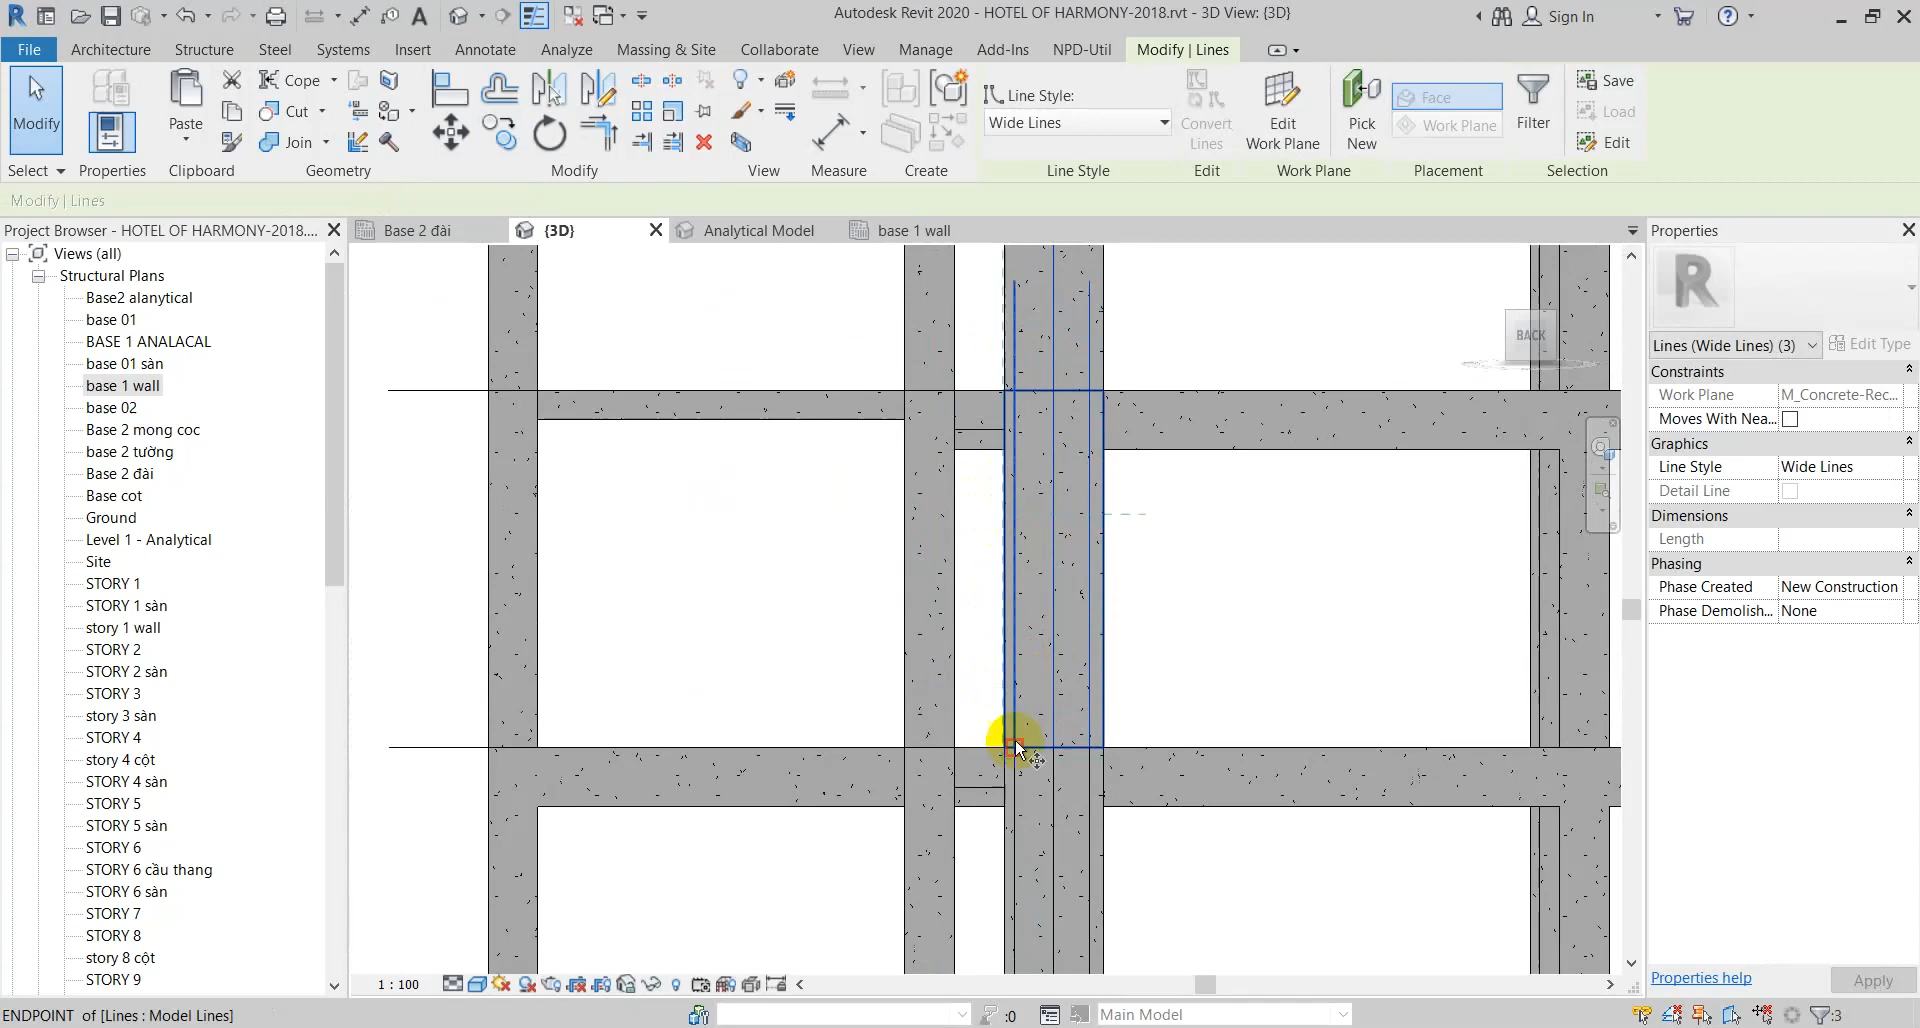 Autodesk Revit 2020 - HOTEL OF HARMONY-2018.rvt - 3D View: {3D}
Sign In
File Architecture Structure Steel Systems Insert Annotate Analyze Massing & Site Collaborate View Manage Add-Ins NPD-Util Modify | Lines
Modify
Paste
Cope
Cut
Join
Line Style:
Wide Lines
Convert
Lines
Edit
Work Plane
Pick
New
Face
Work Plane
Filter
Save
Load
Edit
Select Properties Clipboard Geometry Modify View Measure Create Line Style Edit Work Plane Placement Selection
Modify | Lines
Project Browser - HOTEL OF HARMONY-2018....
Views (all)
Structural Plans
Base2 alanytical
base 01
BASE 1 ANALACAL
base 01 sàn
base 1 wall
base 02
Base 2 mong coc
base 2 tường
Base 2 đài
Base cot
Ground
Level 1 - Analytical
Site
STORY 1
STORY 1 sàn
story 1 wall
STORY 2
STORY 2 sàn
STORY 3
story 3 sàn
STORY 4
story 4 cột
STORY 4 sàn
STORY 5
STORY 5 sàn
STORY 6
STORY 6 cầu thang
STORY 6 sàn
STORY 7
STORY 8
story 8 cột
STORY 9
Base 2 đài {3D} Analytical Model base 1 wall
BACK
1 : 100
Properties
Lines (Wide Lines) (3) Edit Type
Constraints
Work Plane M_Concrete-Rec...
Moves With Nea...
Graphics
Line Style Wide Lines
Detail Line
Dimensions
Length
Phasing
Phase Created New Construction
Phase Demolish... None
Properties help Apply
ENDPOINT of [Lines : Model Lines]
:0
Main Model
:3